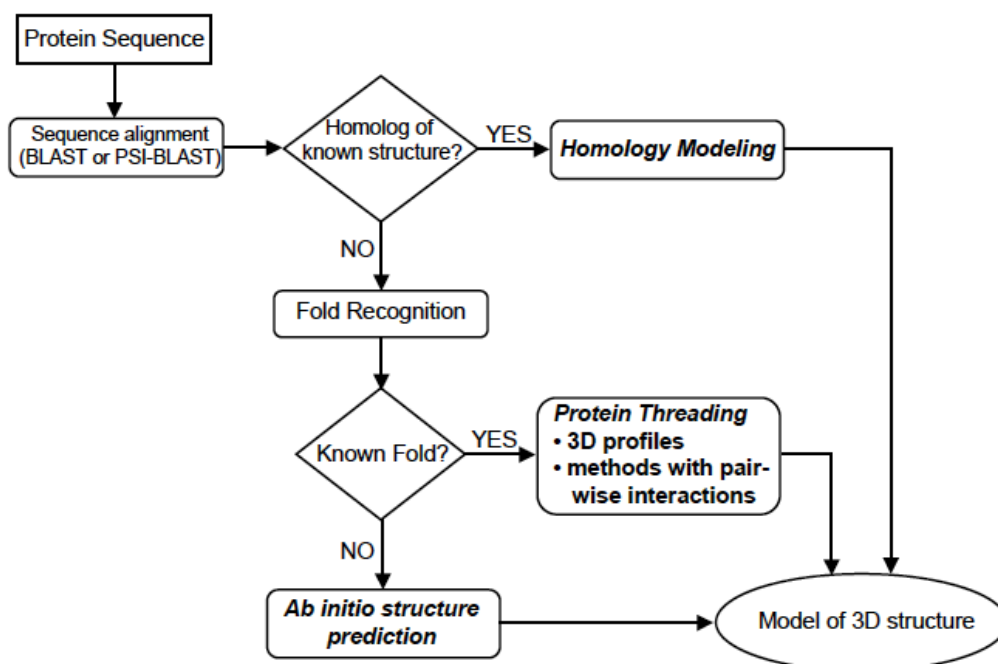 Protein Sequence
Sequence alignment
(BLAST or PSI-BLAST)
Homolog of
known structure?
YES
Homology Modeling
NO
Fold Recognition
Known Fold?
YES
Protein Threading
• 3D profiles
• methods with pair-
wise interactions
NO
Ab initio structure
prediction
Model of 3D structure